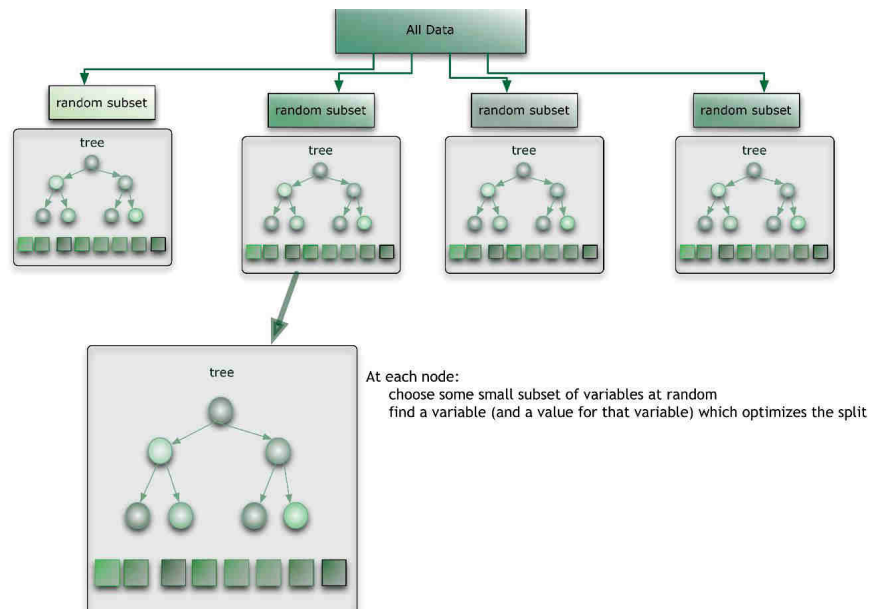 All Data
random subset
random subset
random subset
random subset
tree
tree
tree
tree
tree
At each node:
choose some small subset of variables at random
find a variable (and a value for that variable) which optimizes the split